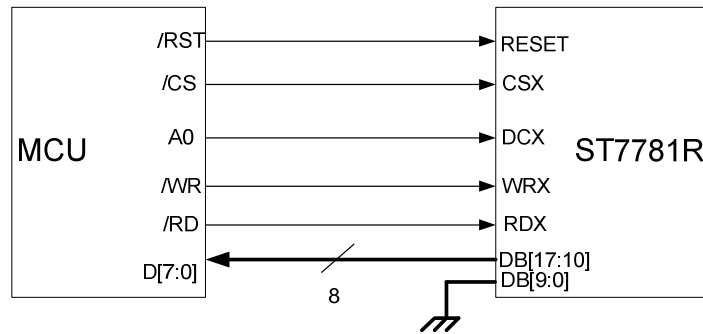 /RST RESET
/CS CSX
A0 DCX
MCU ST7781R
/WR WRX
/RD RDX
D[7:0] DB[17:10]
DB[9:0]
8